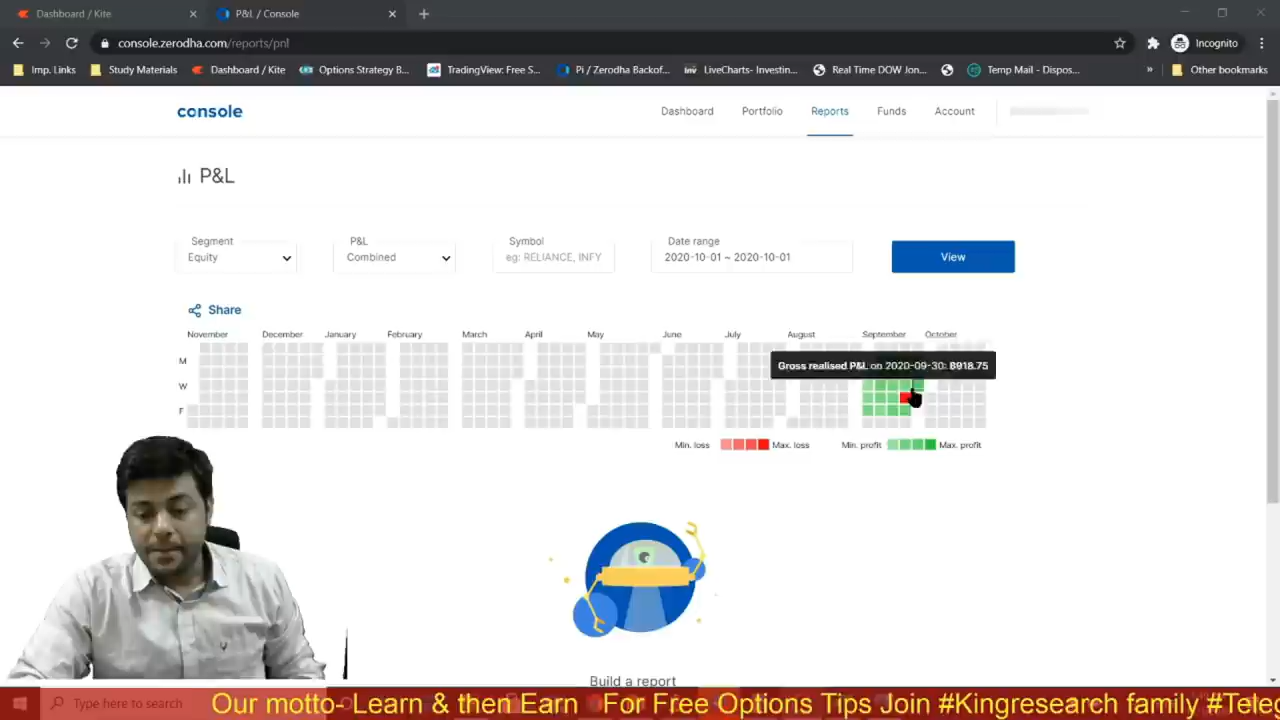 Dashboard / Kite
P&L / Console
console.zerodha.com/reports/pnl
Incognito
Imp. Links
Study Materials
Dashboard / Kite
Options Strategy B...
TradingView: Free S...
Pi / Zerodha Backof...
LiveCharts- Investin...
Real Time DOW Jon...
Temp Mail - Dispos...
Other bookmarks
console
Dashboard
Portfolio
Reports
Funds
Account
P&L
Segment
Equity
P&L
Combined
Symbol
eg: RELIANCE, INFY
Date range
2020-10-01 ~ 2020-10-01
View
Share
November December January February March April May June July August September October
M
Gross realised P&L on 2020-09-30: 8918.75
W
F
Min. loss
Max. loss
Min. profit
Max. profit
Build a report
Type here to search
Our motto- Learn & then Earn For Free Options Tips Join #Kingresearch family #Tele